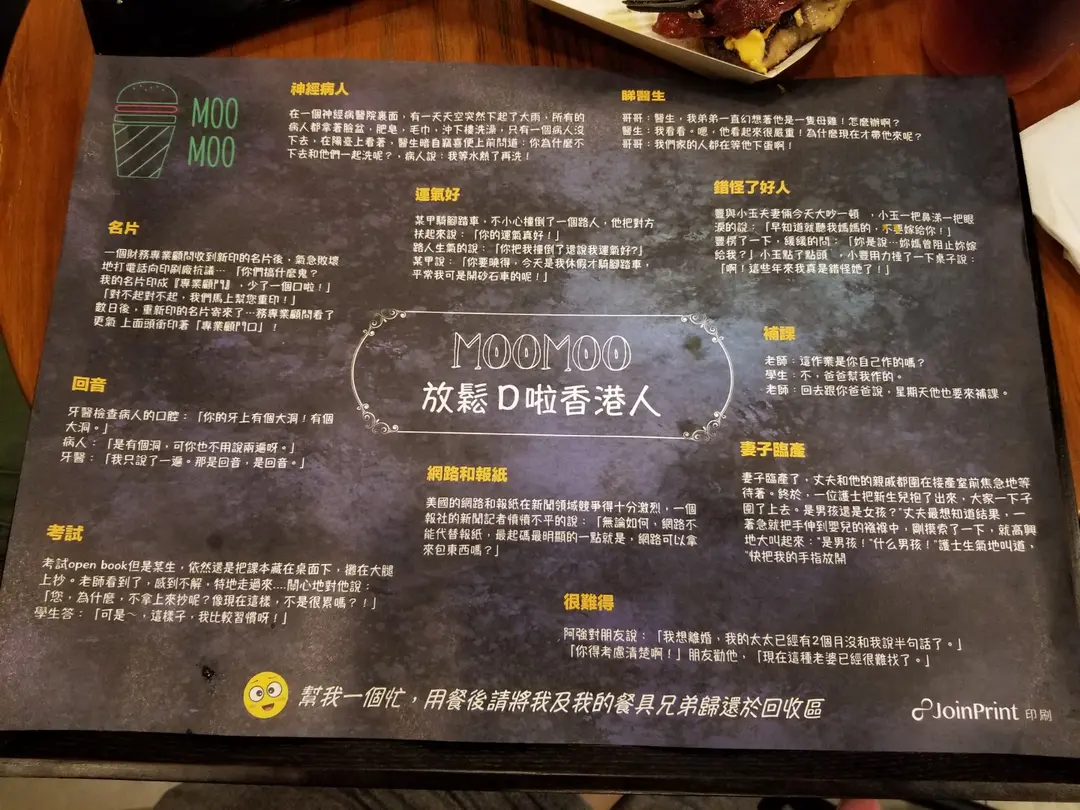 MOO
MOO
神經病人
在一個神經病醫院裏面，有一天天空突然下起了大雨，所有的
病人都拿著臉盆，肥皂，毛巾，沖下樓洗澡，只有一個病人沒
下去，在陽臺上看著，醫生暗自竊喜便上前問道：你為什麼不
下去和他們一起洗呢？，病人說：我等水熱了再洗！
睇醫生
哥哥：醫生，我弟弟一直幻想著他是一隻母雞！怎麼辦啊？
醫生：我看看。嗯，他看起來很嚴重！為什麼現在才帶他來呢？
哥哥：我們家的人都在等他下蛋啊！
運氣好
某甲騎腳踏車，不小心撞倒了一個路人，他把對方
扶起來說：「你的運氣真好！」
路人生氣的說：「你把我撞倒了還說我運氣好?」
某甲說：「你要曉得，今天是我休假才騎腳踏車，
平常我可是開砂石車的呢！」
錯怪了好人
豐與小玉夫妻倆今天大吵一頓 ，小玉一把鼻涕一把眼
淚的說：「早知道就聽我媽媽的，不要嫁給你！」
豐楞了一下，緩緩的問：「妳是說…妳媽曾阻止妳嫁
給我？」小玉點了點頭 ，小豐用力捶了一下桌子說：
「啊！這些年來我真是錯怪她了！」
名片
一個財務專業顧問收到新印的名片後，氣急敗壞
地打電話向印刷廠抗議… 「你們搞什麼鬼？
我的名片印成『專業顧門』，少了一個口啦！」
「對不起對不起，我們馬上幫您重印！」
數日後，重新印的名片寄來了…務專業顧問看了
更氣 上面頭銜印著「專業顧門口」！
MOOMOO
放鬆D啦香港人
補課
老師：這作業是你自己作的嗎？
學生：不，爸爸幫我作的。
老師：回去跟你爸爸說，星期天他也要來補課。
回音
牙醫檢查病人的口腔：「你的牙上有個大洞！有個
大洞。」
病人：「是有個洞，可你也不用說兩遍呀。」
牙醫：「我只說了一遍。那是回音，是回音。」
網路和報紙
美國的網路和報紙在新聞領域競爭得十分激烈，一個
報社的新聞記者憤憤不平的說：「無論如何，網路不
能代替報紙，最起碼最明顯的一點就是，網路可以拿
來包東西嗎？」
妻子臨產
妻子臨產了，丈夫和他的親戚都圍在接產室前焦急地等
待著。終於，一位護士把新生兒抱了出來，大家一下子
圍了上去。是男孩還是女孩？"丈夫最想知道結果，一
著急就把手伸到嬰兒的襁褓中，剛摸索了一下，就高興
地大叫起來："是男孩！"什么男孩！"護士生氣地叫道，
"快把我的手指放開
考試
考試open book但是某生，依然還是把課本藏在桌面下，攤在大腿
上抄。老師看到了，感到不解，特地走過來....關心地對他說：
「您，為什麼，不拿上來抄呢？像現在這樣，不是很累嗎？！」
學生答：「可是～，這樣子，我比較習慣呀！」
很難得
阿強對朋友說：「我想離婚，我的太太已經有2個月沒和我說半句話了。」
「你得考慮清楚啊！」朋友勸他，「現在這種老婆已經很難找了。」
幫我一個忙，用餐後請將我及我的餐具兄弟歸還於回收區
JoinPrint 印刷